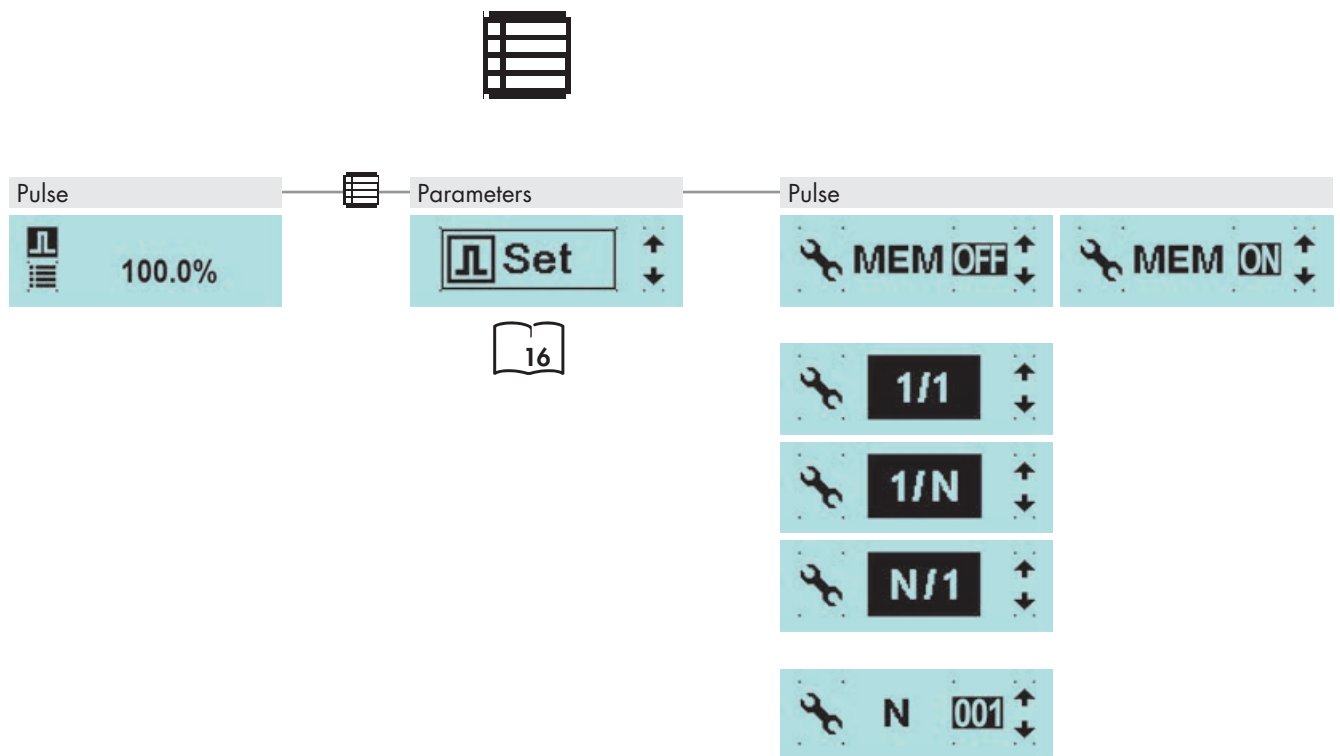 Pulse
Parameters
Pulse
100.0%
Set
MEM OFF
MEM ON
16
1/1
1/N
N/1
N 001